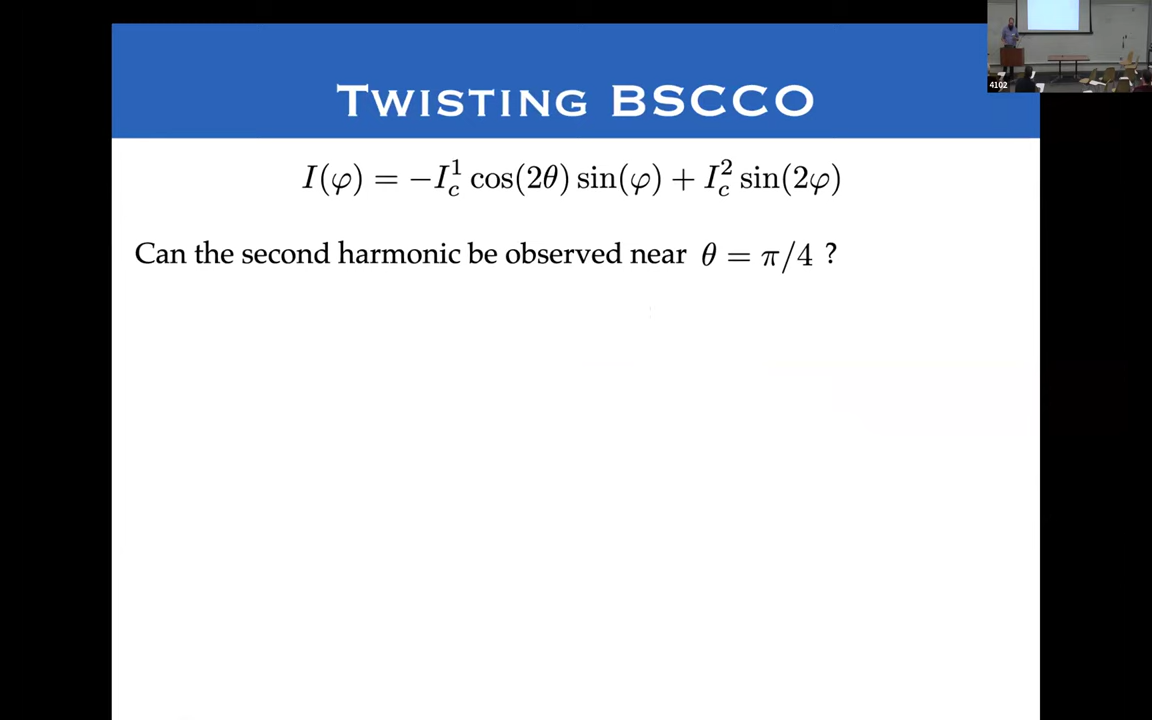 TWISTING BSCCO
I(φ) = −I_c^1 cos(2θ) sin(φ) + I_c^2 sin(2φ)
Can the second harmonic be observed near θ = π/4 ?
4102